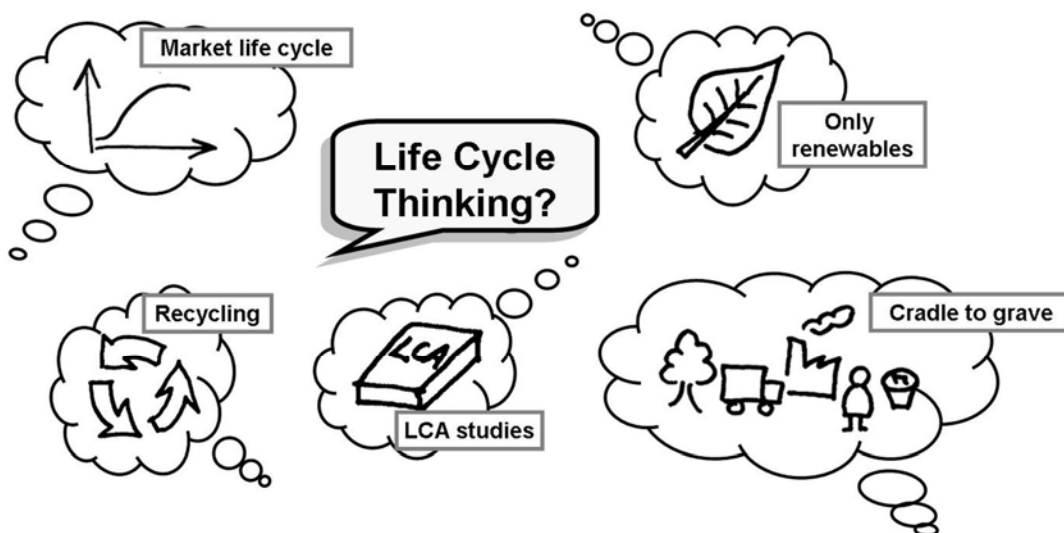 Market life cycle
Only
renewables
Life Cycle
Thinking?
Recycling
LCA
LCA studies
Cradle to grave